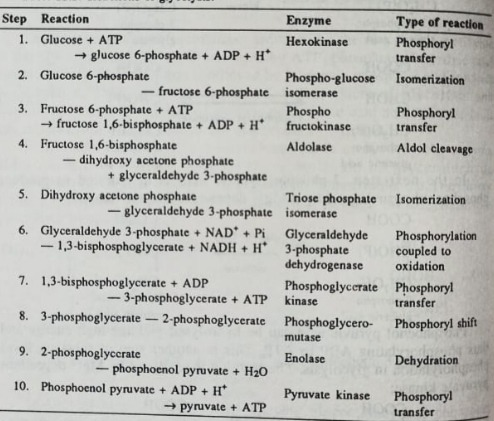 Step Reaction Enzyme Type of reaction
1. Glucose + ATP Hexokinase Phosphoryl
→ glucose 6-phosphate + ADP + H⁺ transfer
2. Glucose 6-phosphate Phospho-glucose Isomerization
— fructose 6-phosphate isomerase
3. Fructose 6-phosphate + ATP Phospho Phosphoryl
→ fructose 1,6-bisphosphate + ADP + H⁺ fructokinase transfer
4. Fructose 1,6-bisphosphate Aldolase Aldol cleavage
— dihydroxy acetone phosphate
+ glyceraldehyde 3-phosphate
5. Dihydroxy acetone phosphate Triose phosphate Isomerization
— glyceraldehyde 3-phosphate isomerase
6. Glyceraldehyde 3-phosphate + NAD⁺ + Pi Glyceraldehyde Phosphorylation
— 1,3-bisphosphoglycerate + NADH + H⁺ 3-phosphate coupled to
dehydrogenase oxidation
7. 1,3-bisphosphoglycerate + ADP Phosphoglycerate Phosphoryl
— 3-phosphoglycerate + ATP kinase transfer
8. 3-phosphoglycerate — 2-phosphoglycerate Phosphoglycero- Phosphoryl shift
mutase
9. 2-phosphoglycerate Enolase Dehydration
— phosphoenol pyruvate + H₂O
10. Phosphoenol pyruvate + ADP + H⁺ Pyruvate kinase Phosphoryl
→ pyruvate + ATP transfer